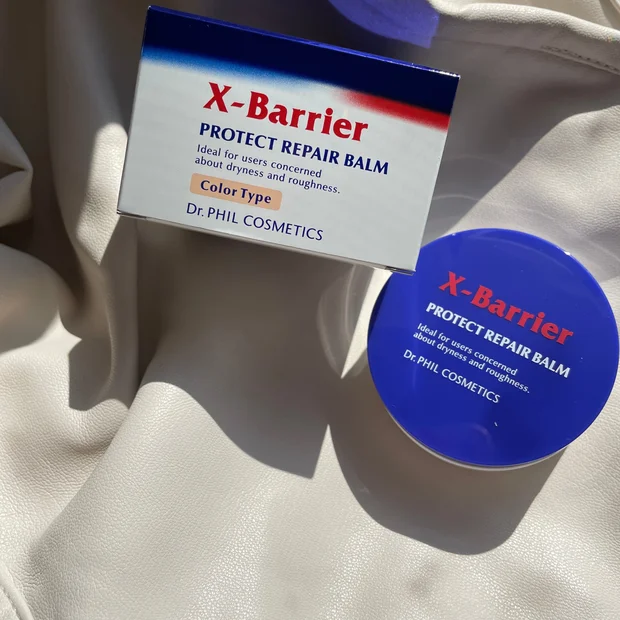 X-Barrier
PROTECT REPAIR BALM
Ideal for users concerned
about dryness and roughness.
Color Type
Dr. PHIL COSMETICS
X-Barrier
PROTECT REPAIR BALM
Ideal for users concerned
about dryness and roughness.
Dr. PHIL COSMETICS